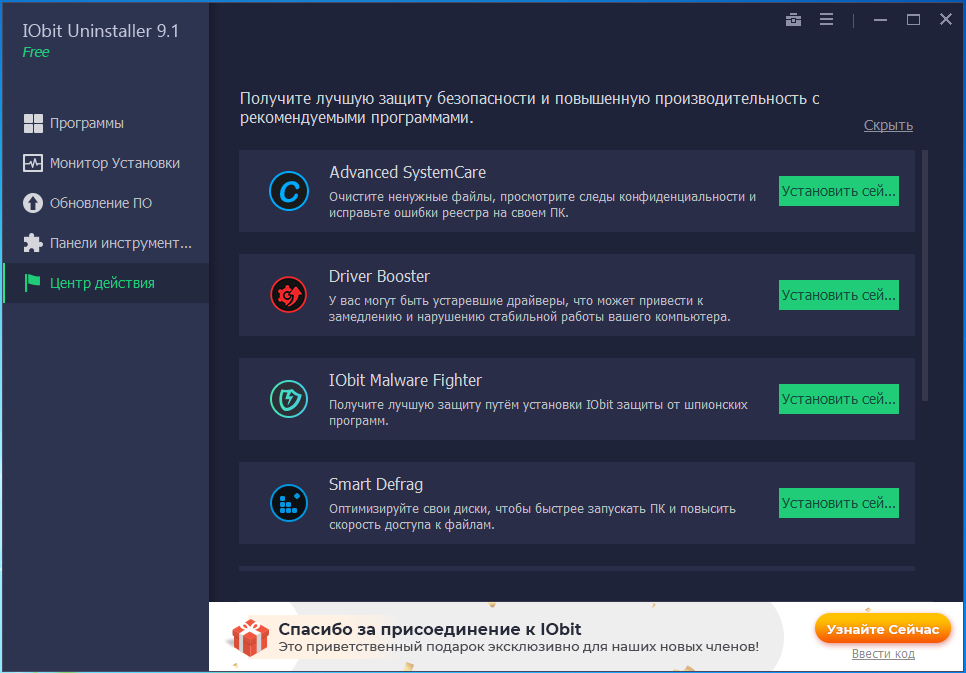 IObit Uninstaller 9.1
Free
Программы
Монитор Установки
Обновление ПО
Панели инструмент...
Центр действия
Получите лучшую защиту безопасности и повышенную производительность с
рекомендуемыми программами.
Скрыть
Advanced SystemCare
Очистите ненужные файлы, просмотрите следы конфиденциальности и
исправьте ошибки реестра на своем ПК.
Установить сей...
Driver Booster
У вас могут быть устаревшие драйверы, что может привести к
замедлению и нарушению стабильной работы вашего компьютера.
Установить сей...
IObit Malware Fighter
Получите лучшую защиту путём установки IObit защиты от шпионских
программ.
Установить сей...
Smart Defrag
Оптимизируйте свои диски, чтобы быстрее запускать ПК и повысить
скорость доступа к файлам.
Установить сей...
Спасибо за присоединение к IObit
Это приветственный подарок эксклюзивно для наших новых членов!
Узнайте Сейчас
Ввести код